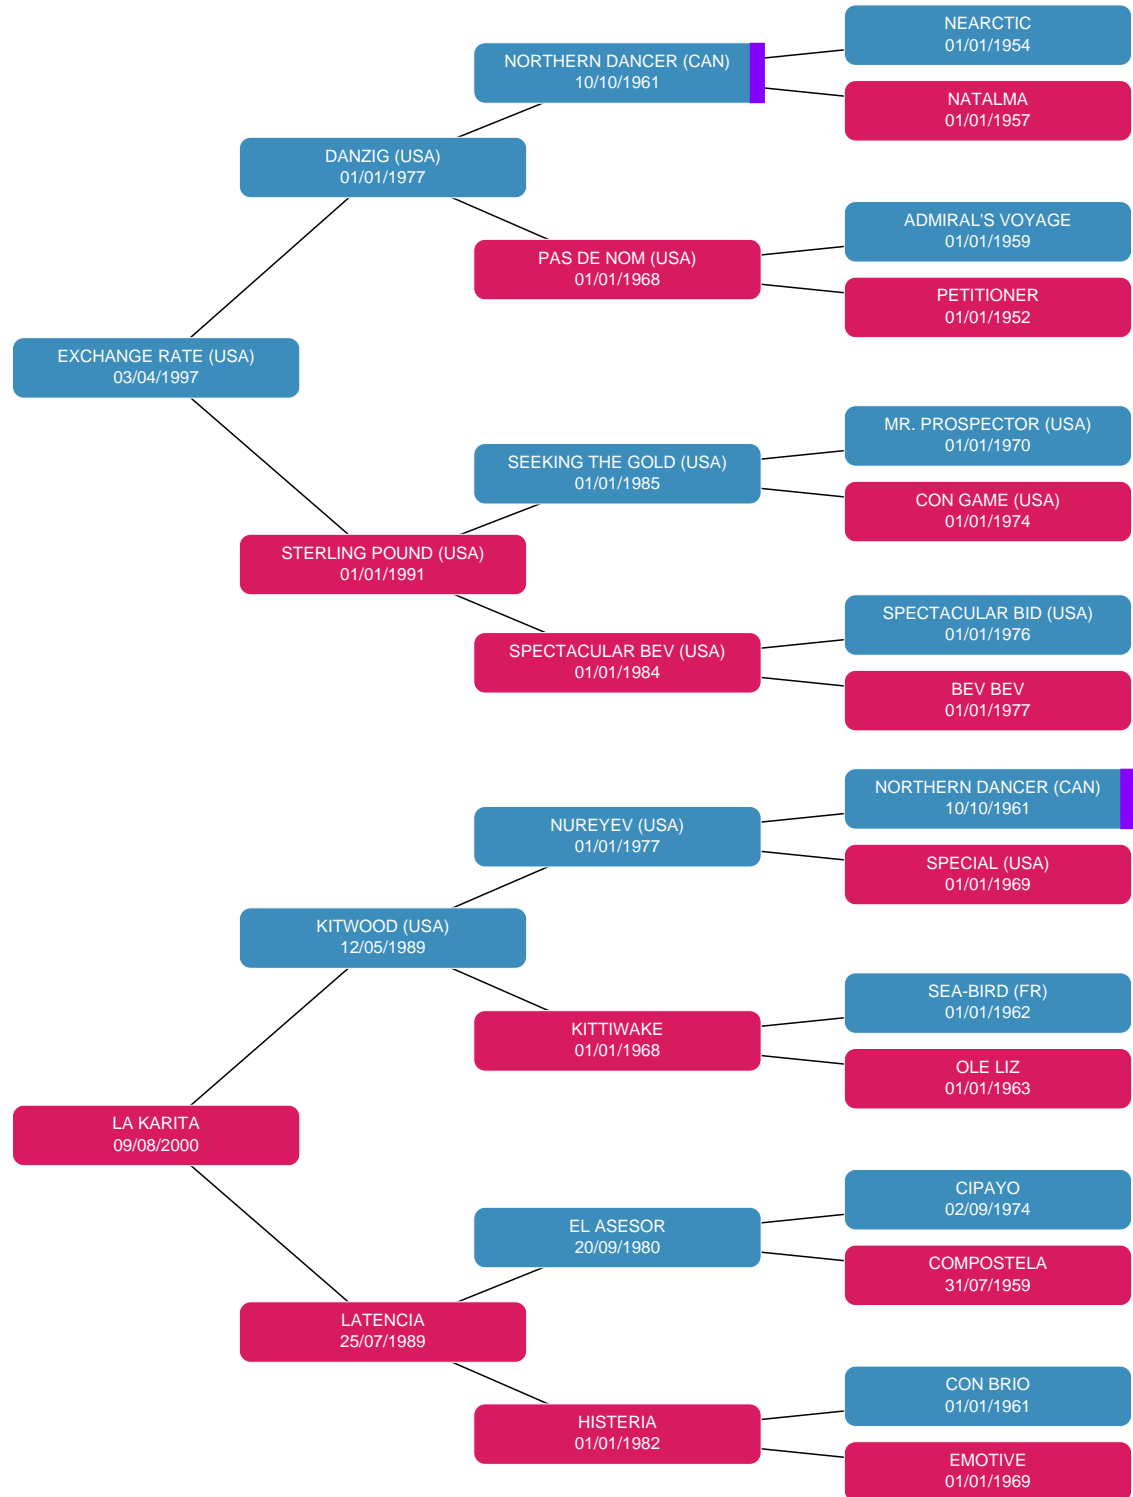 NEARCTIC
01/01/1954
NORTHERN DANCER (CAN)
10/10/1961
NATALMA
01/01/1957
DANZIG (USA)
01/01/1977
ADMIRAL'S VOYAGE
01/01/1959
PAS DE NOM (USA)
01/01/1968
PETITIONER
01/01/1952
EXCHANGE RATE (USA)
03/04/1997
MR. PROSPECTOR (USA)
01/01/1970
SEEKING THE GOLD (USA)
01/01/1985
CON GAME (USA)
01/01/1974
STERLING POUND (USA)
01/01/1991
SPECTACULAR BID (USA)
01/01/1976
SPECTACULAR BEV (USA)
01/01/1984
BEV BEV
01/01/1977
NORTHERN DANCER (CAN)
10/10/1961
NUREYEV (USA)
01/01/1977
SPECIAL (USA)
01/01/1969
KITWOOD (USA)
12/05/1989
SEA-BIRD (FR)
01/01/1962
KITTIWAKE
01/01/1968
OLE LIZ
01/01/1963
LA KARITA
09/08/2000
CIPAYO
02/09/1974
EL ASESOR
20/09/1980
COMPOSTELA
31/07/1959
LATENCIA
25/07/1989
CON BRIO
01/01/1961
HISTERIA
01/01/1982
EMOTIVE
01/01/1969